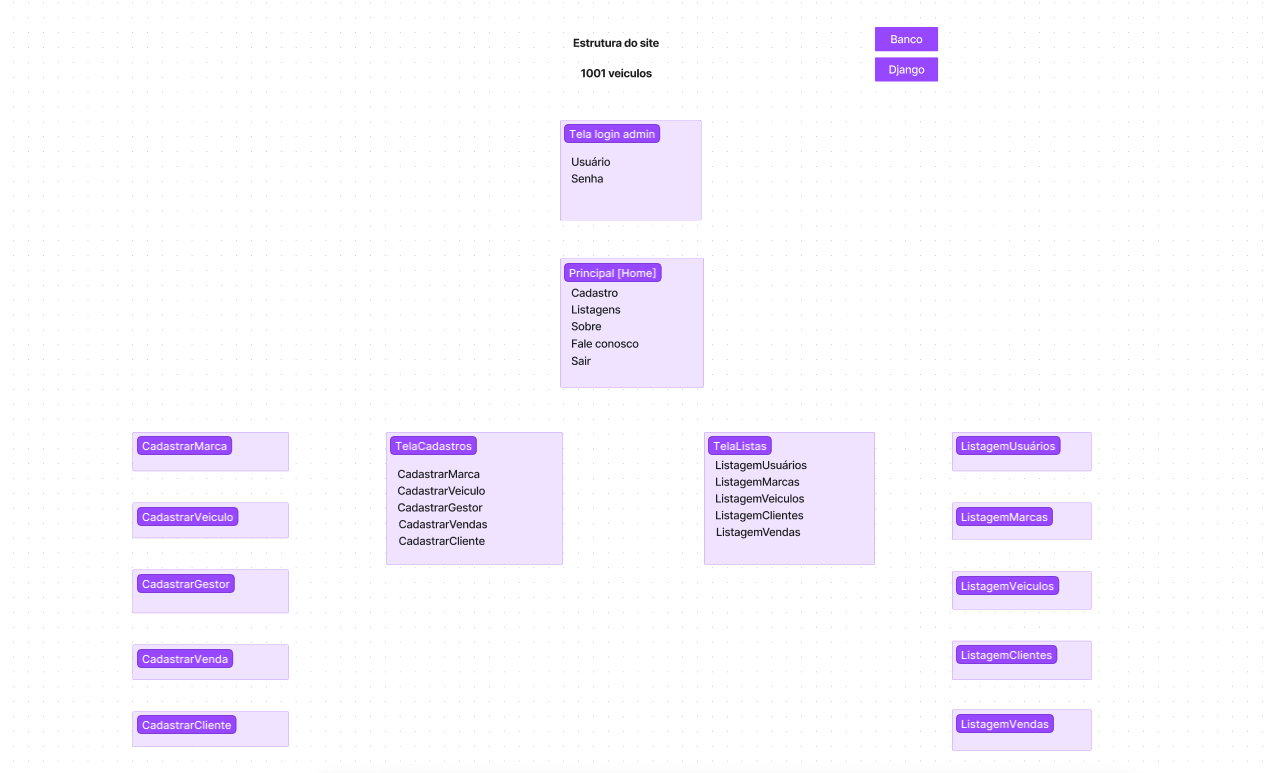 Estrutura do site
1001 veiculos
Banco
Django
Tela login admin
Usuário
Senha
Principal [Home]
Cadastro
Listagens
Sobre
Fale conosco
Sair
CadastrarMarca
CadastrarVeiculo
CadastrarGestor
CadastrarVenda
CadastrarCliente
TelaCadastros
CadastrarMarca
CadastrarVeiculo
CadastrarGestor
CadastrarVendas
CadastrarCliente
TelaListas
ListagemUsuários
ListagemMarcas
ListagemVeiculos
ListagemClientes
ListagemVendas
ListagemUsuários
ListagemMarcas
ListagemVeiculos
ListagemClientes
ListagemVendas